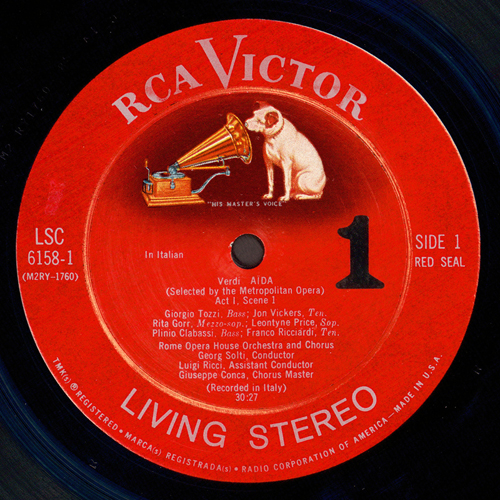 RCA VICTOR
"HIS MASTER'S VOICE"
LSC
6158-1
(M2RY-1760)
In Italian
1
SIDE 1
RED SEAL
Verdi AÏDA
(Selected by the Metropolitan Opera)
Act I, Scene 1
Giorgio Tozzi, Bass; Jon Vickers, Ten.
Rita Gorr, Mezzo-sop.; Leontyne Price, Sop.
Plinio Clabassi, Bass; Franco Ricciàrdi, Ten.
Rome Opera House Orchestra and Chorus
Georg Solti, Conductor
Luigi Ricci, Assistant Conductor
Giuseppe Conca, Chorus Master
(Recorded in Italy)
30:27
LIVING STEREO
TMK(s) ® REGISTERED • MARCA(s) REGISTRADA(s) • RADIO CORPORATION OF AMERICA—MADE IN U.S.A.